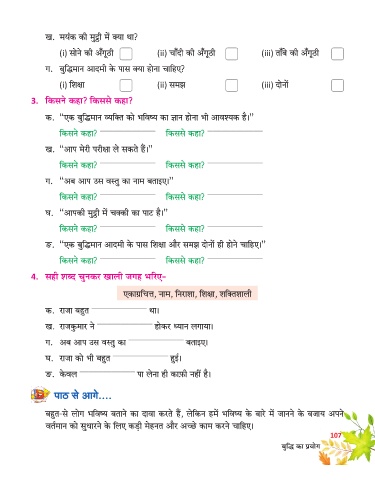 ख. मयंक की मुट्ठी में क्या था?
(i) सोने की अँगूठी (ii) चाँदी की अँगूठी (iii) ताँबे की अँगूठी
ग. बुद्धिमान आदमी के पास क्या होना चाहिए?
(i) शिक्षा (ii) समझ (iii) दोनों
3. किसने कहा? किससे कहा?
क. “एक बुद्धिमान व्यक्ति को भविष्य का ज्ञान होना भी आवश्यक है।”
किसने कहा? किससे कहा?
ख. “आप मेरी परीक्षा ले सकते हैं।”
किसने कहा? किससे कहा?
ग. “अब आप उस वस्तु का नाम बताइए।”
किसने कहा? किससे कहा?
घ. “आपकी मुट्ठी में चक्की का पाट है।”
किसने कहा? किससे कहा?
ङ. “एक बुद्धिमान आदमी के पास शिक्षा और समझ दोनों ही होने चाहिए।”
किसने कहा? किससे कहा?
4. सही शब्द चुनकर खाली जगह भरिए–
एकाग्रचित्त, नाम, निराशा, शिक्षा, शक्तिशाली
क. राजा बहुत था।
ख. राजकुमार ने होकर ध्यान लगाया।
ग. अब आप उस वस्तु का बताइए।
घ. राजा को भी बहुत हुई।
ङ. केवल पा लेना ही काफ़ी नहीं है।
पाठ से आगे....
बहुत-से लोग भविष्य बताने का दावा करते हैं, लेकिन हमें भविष्य के बारे में जानने के बजाय अपने
वर्तमान को सुधारने के लिए कड़ी मेहनत और अच्छे काम करने चाहिए।
107
बुद्धि का प्रयोग